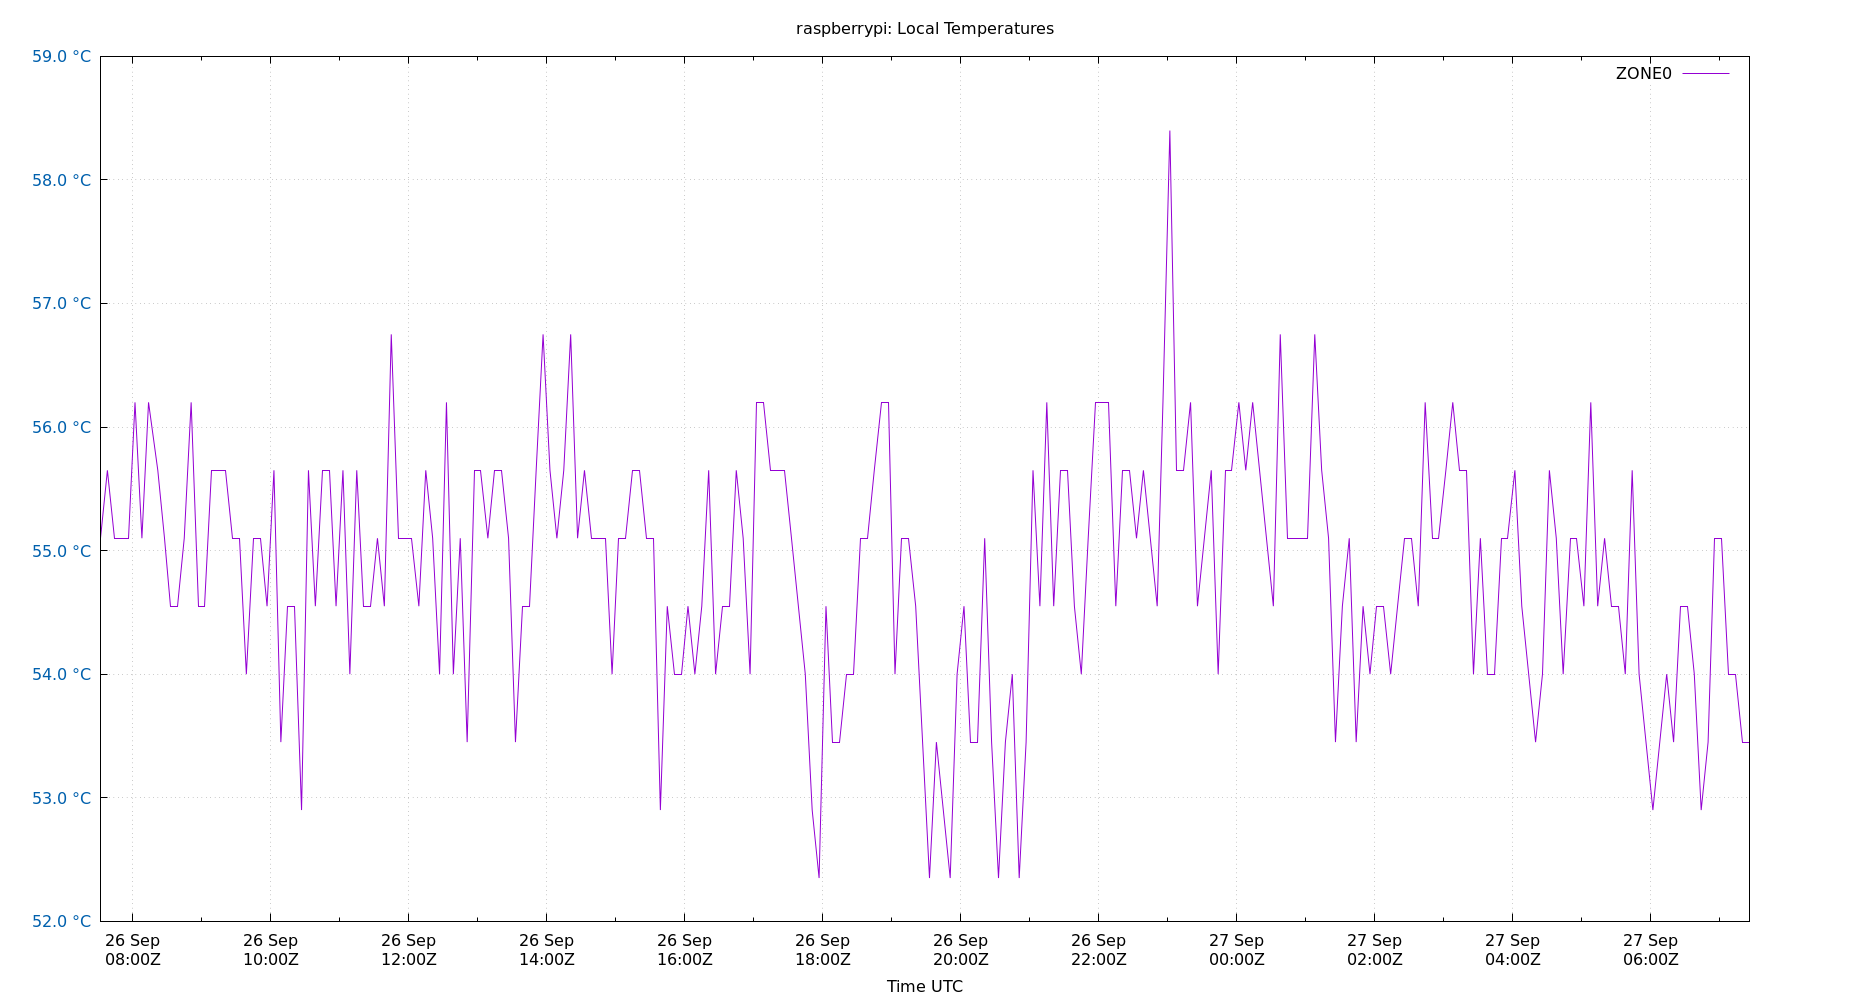 raspberrypi: Local Temperatures
59.0 °C
ZONE0
58.0 °C
57.0 °C
56.0 °C
55.0 °C
54.0 °C
53.0 °C
52.0 °C
26 Sep 26 Sep 26 Sep 26 Sep 26 Sep 26 Sep 26 Sep 26 Sep 27 Sep 27 Sep 27 Sep 27 Sep
08:00Z 10:00Z 12:00Z 14:00Z 16:00Z 18:00Z 20:00Z 22:00Z 00:00Z 02:00Z 04:00Z 06:00Z
Time UTC